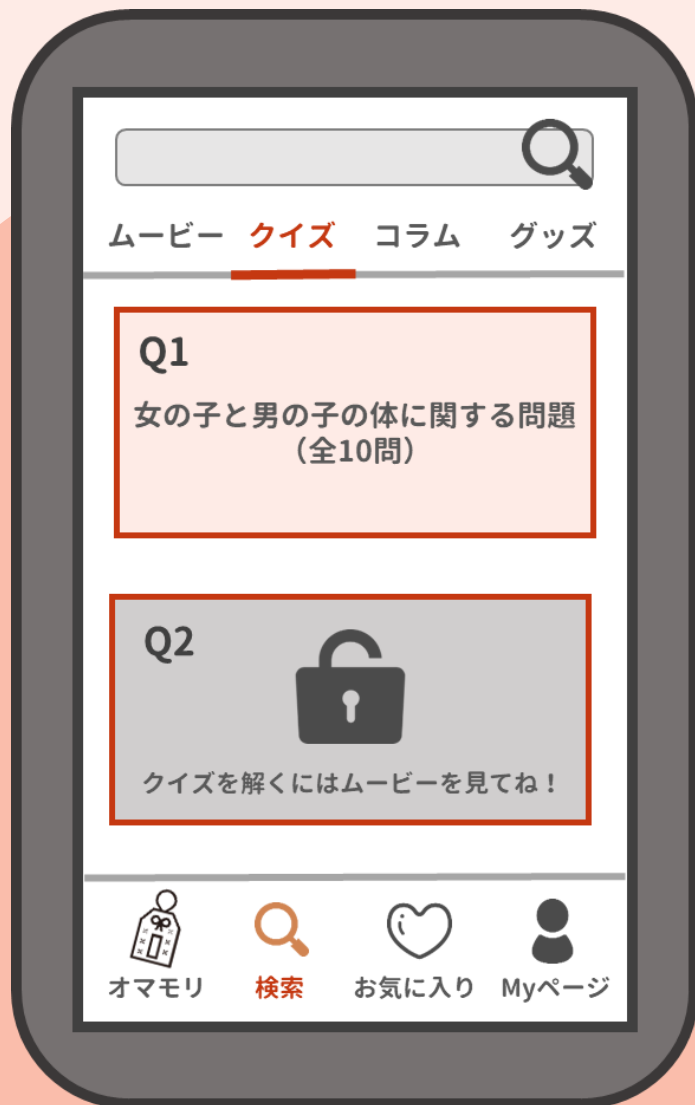 ムービー クイズ コラム グッズ
Q1
女の子と男の子の体に関する問題
（全10問）
Q2
クイズを解くにはムービーを見てね！
オマモリ 検索 お気に入り Myページ